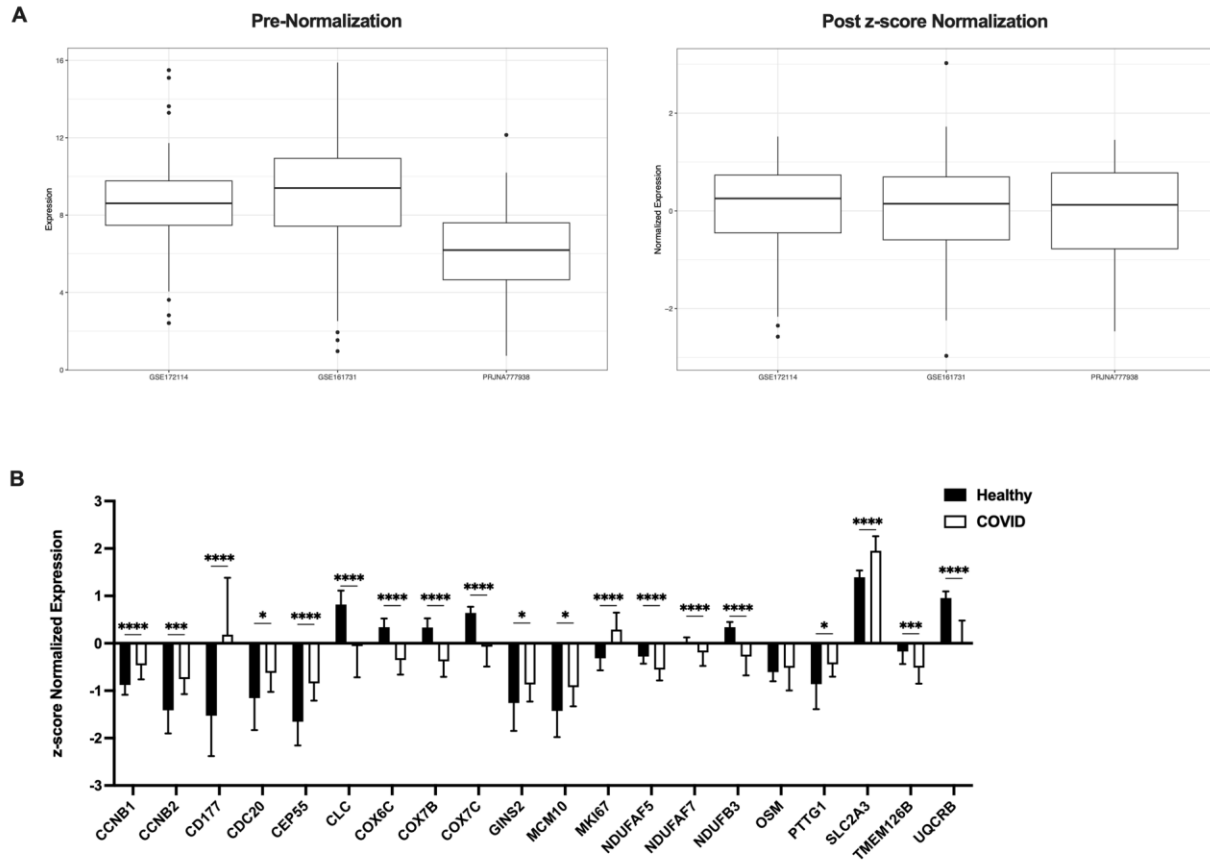 A
Pre-Normalization
Post z-score Normalization
16
12
8
4
0
Expression
GSE172114
GSE161731
PRJNA777938
2
0
−2
Normalized Expression
GSE172114
GSE161731
PRJNA777938
B
Healthy
COVID
z-score Normalized Expression
3
2
1
0
-1
-2
-3
**** *** **** * **** **** **** **** **** * * **** **** **** **** * **** *** ****
CCNB1
CCNB2
CD177
CDC20
CEP55
CLC
COX6C
COX7B
COX7C
GINS2
MCM10
MKI67
NDUFAF5
NDUFAF7
NDUFB3
OSM
PTTG1
SLC2A3
TMEM126B
UQCRB